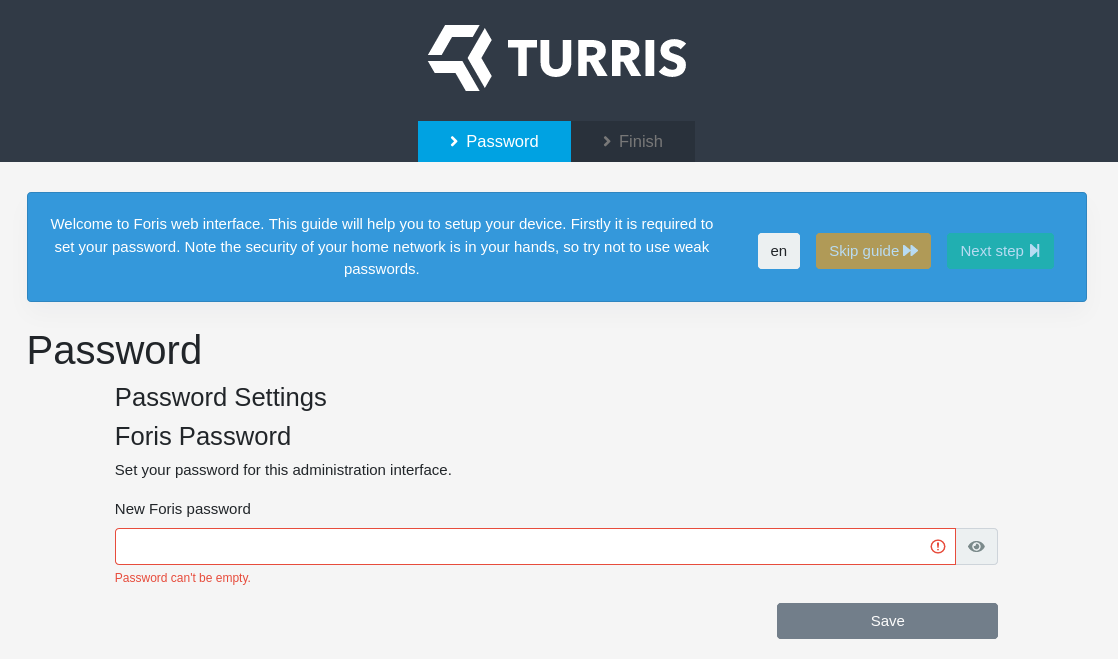 TURRIS
Password
Finish
Welcome to Foris web interface. This guide will help you to setup your device. Firstly it is required to
set your password. Note the security of your home network is in your hands, so try not to use weak
passwords.
en
Skip guide
Next step
Password
Password Settings
Foris Password
Set your password for this administration interface.
New Foris password
Password can't be empty.
Save